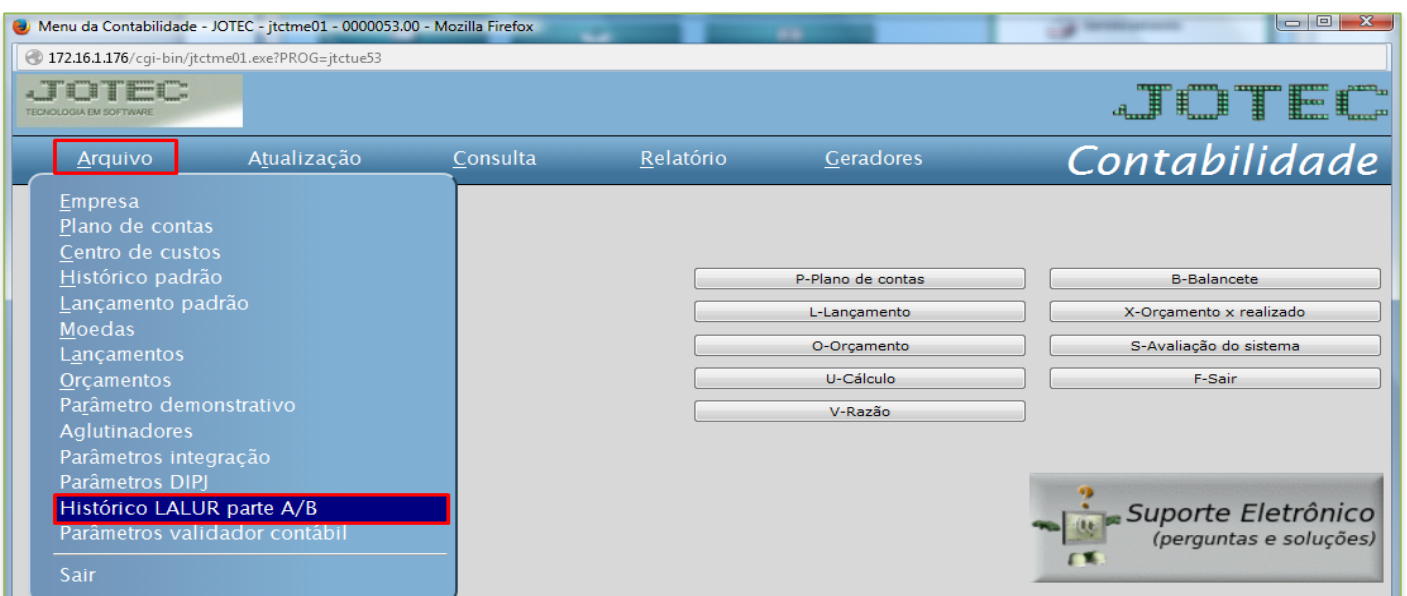 Menu da Contabilidade - JOTEC - jtctme01 - 0000053.00 - Mozilla Firefox
172.16.1.176/cgi-bin/jtctme01.exe?PROG=jtctue53
JOTEC
TECNOLOGIA EM SOFTWARE
JOTEC
Arquivo Atualização Consulta Relatório Geradores Contabilidade
Empresa
Plano de contas
Centro de custos
Histórico padrão
Lançamento padrão
Moedas
Lançamentos
Orçamentos
Parâmetro demonstrativo
Aglutinadores
Parâmetros integração
Parâmetros DIPJ
Histórico LALUR parte A/B
Parâmetros validador contábil
Sair
P-Plano de contas B-Balancete
L-Lançamento X-Orçamento x realizado
O-Orçamento S-Avaliação do sistema
U-Cálculo F-Sair
V-Razão
Suporte Eletrônico
(perguntas e soluções)